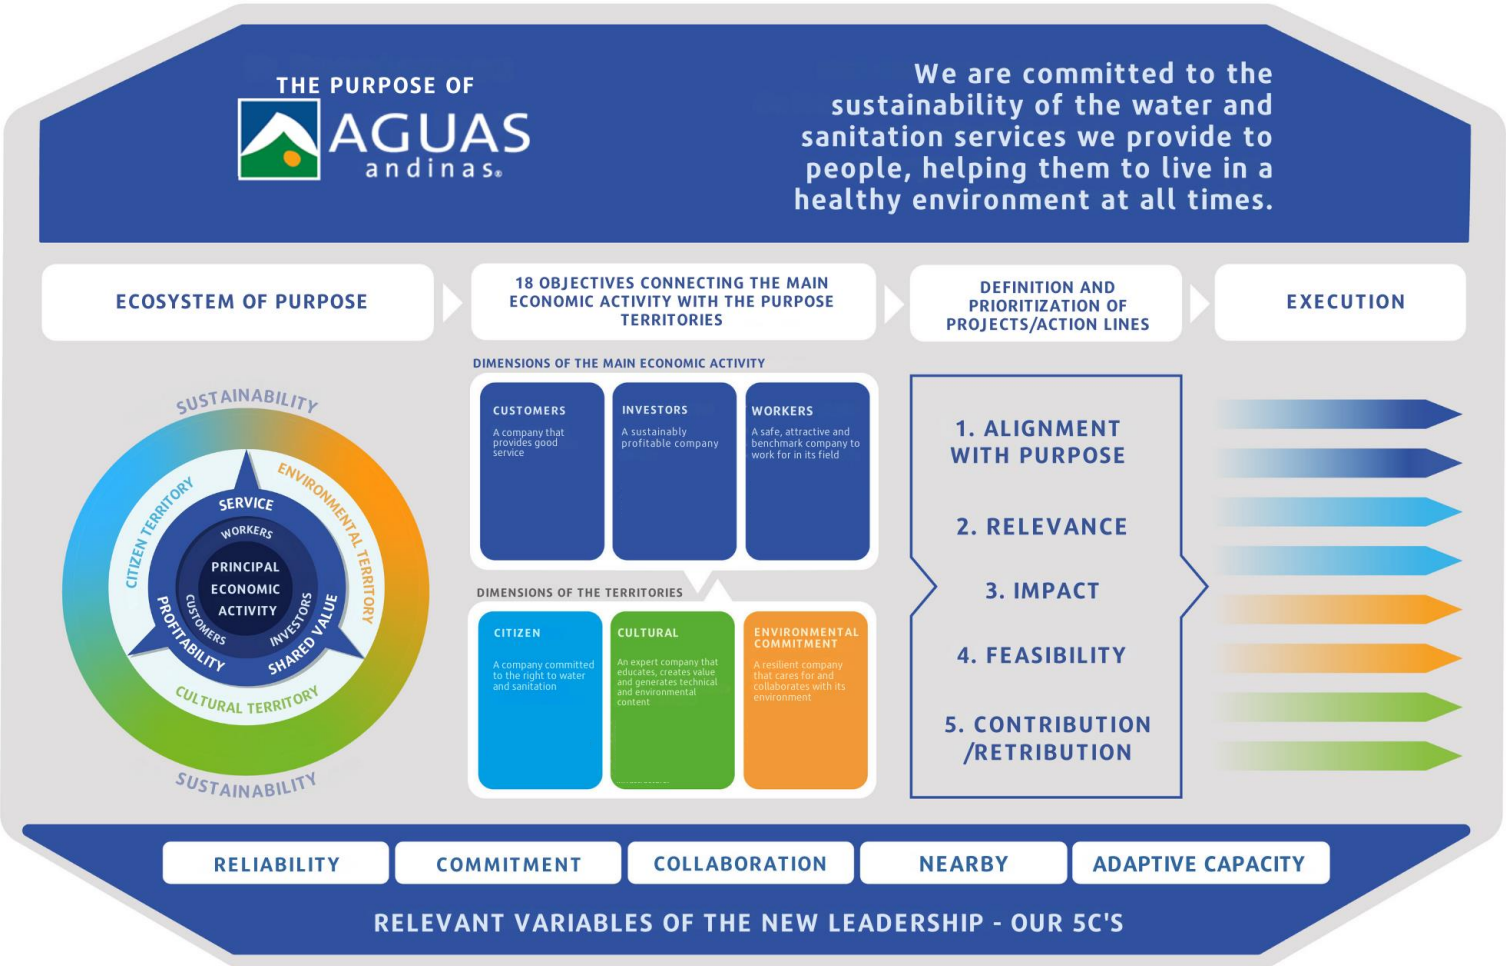 THE PURPOSE OF
AGUAS
andinas®
We are committed to the
sustainability of the water and
sanitation services we provide to
people, helping them to live in a
healthy environment at all times.
ECOSYSTEM OF PURPOSE
18 OBJECTIVES CONNECTING THE MAIN
ECONOMIC ACTIVITY WITH THE PURPOSE
TERRITORIES
DEFINITION AND
PRIORITIZATION OF
PROJECTS/ACTION LINES
EXECUTION
SUSTAINABILITY
CITIZEN TERRITORY
ENVIRONMENTAL TERRITORY
CULTURAL TERRITORY
SERVICE
PROFITABILITY
SHARED VALUE
WORKERS
CUSTOMERS
INVESTORS
PRINCIPAL
ECONOMIC
ACTIVITY
SUSTAINABILITY
DIMENSIONS OF THE MAIN ECONOMIC ACTIVITY
CUSTOMERS
A company that
provides good
service
INVESTORS
A sustainably
profitable company
WORKERS
A safe, attractive and
benchmark company to
work for in its field
DIMENSIONS OF THE TERRITORIES
CITIZEN
A company committed
to the right to water
and sanitation
CULTURAL
An expert company that
educates, creates value
and generates technical
and environmental
content
ENVIRONMENTAL
COMMITMENT
A resilient company
that cares for and
collaborates with its
environment
1. ALIGNMENT
WITH PURPOSE
2. RELEVANCE
3. IMPACT
4. FEASIBILITY
5. CONTRIBUTION
/RETRIBUTION
RELIABILITY
COMMITMENT
COLLABORATION
NEARBY
ADAPTIVE CAPACITY
RELEVANT VARIABLES OF THE NEW LEADERSHIP - OUR 5C'S